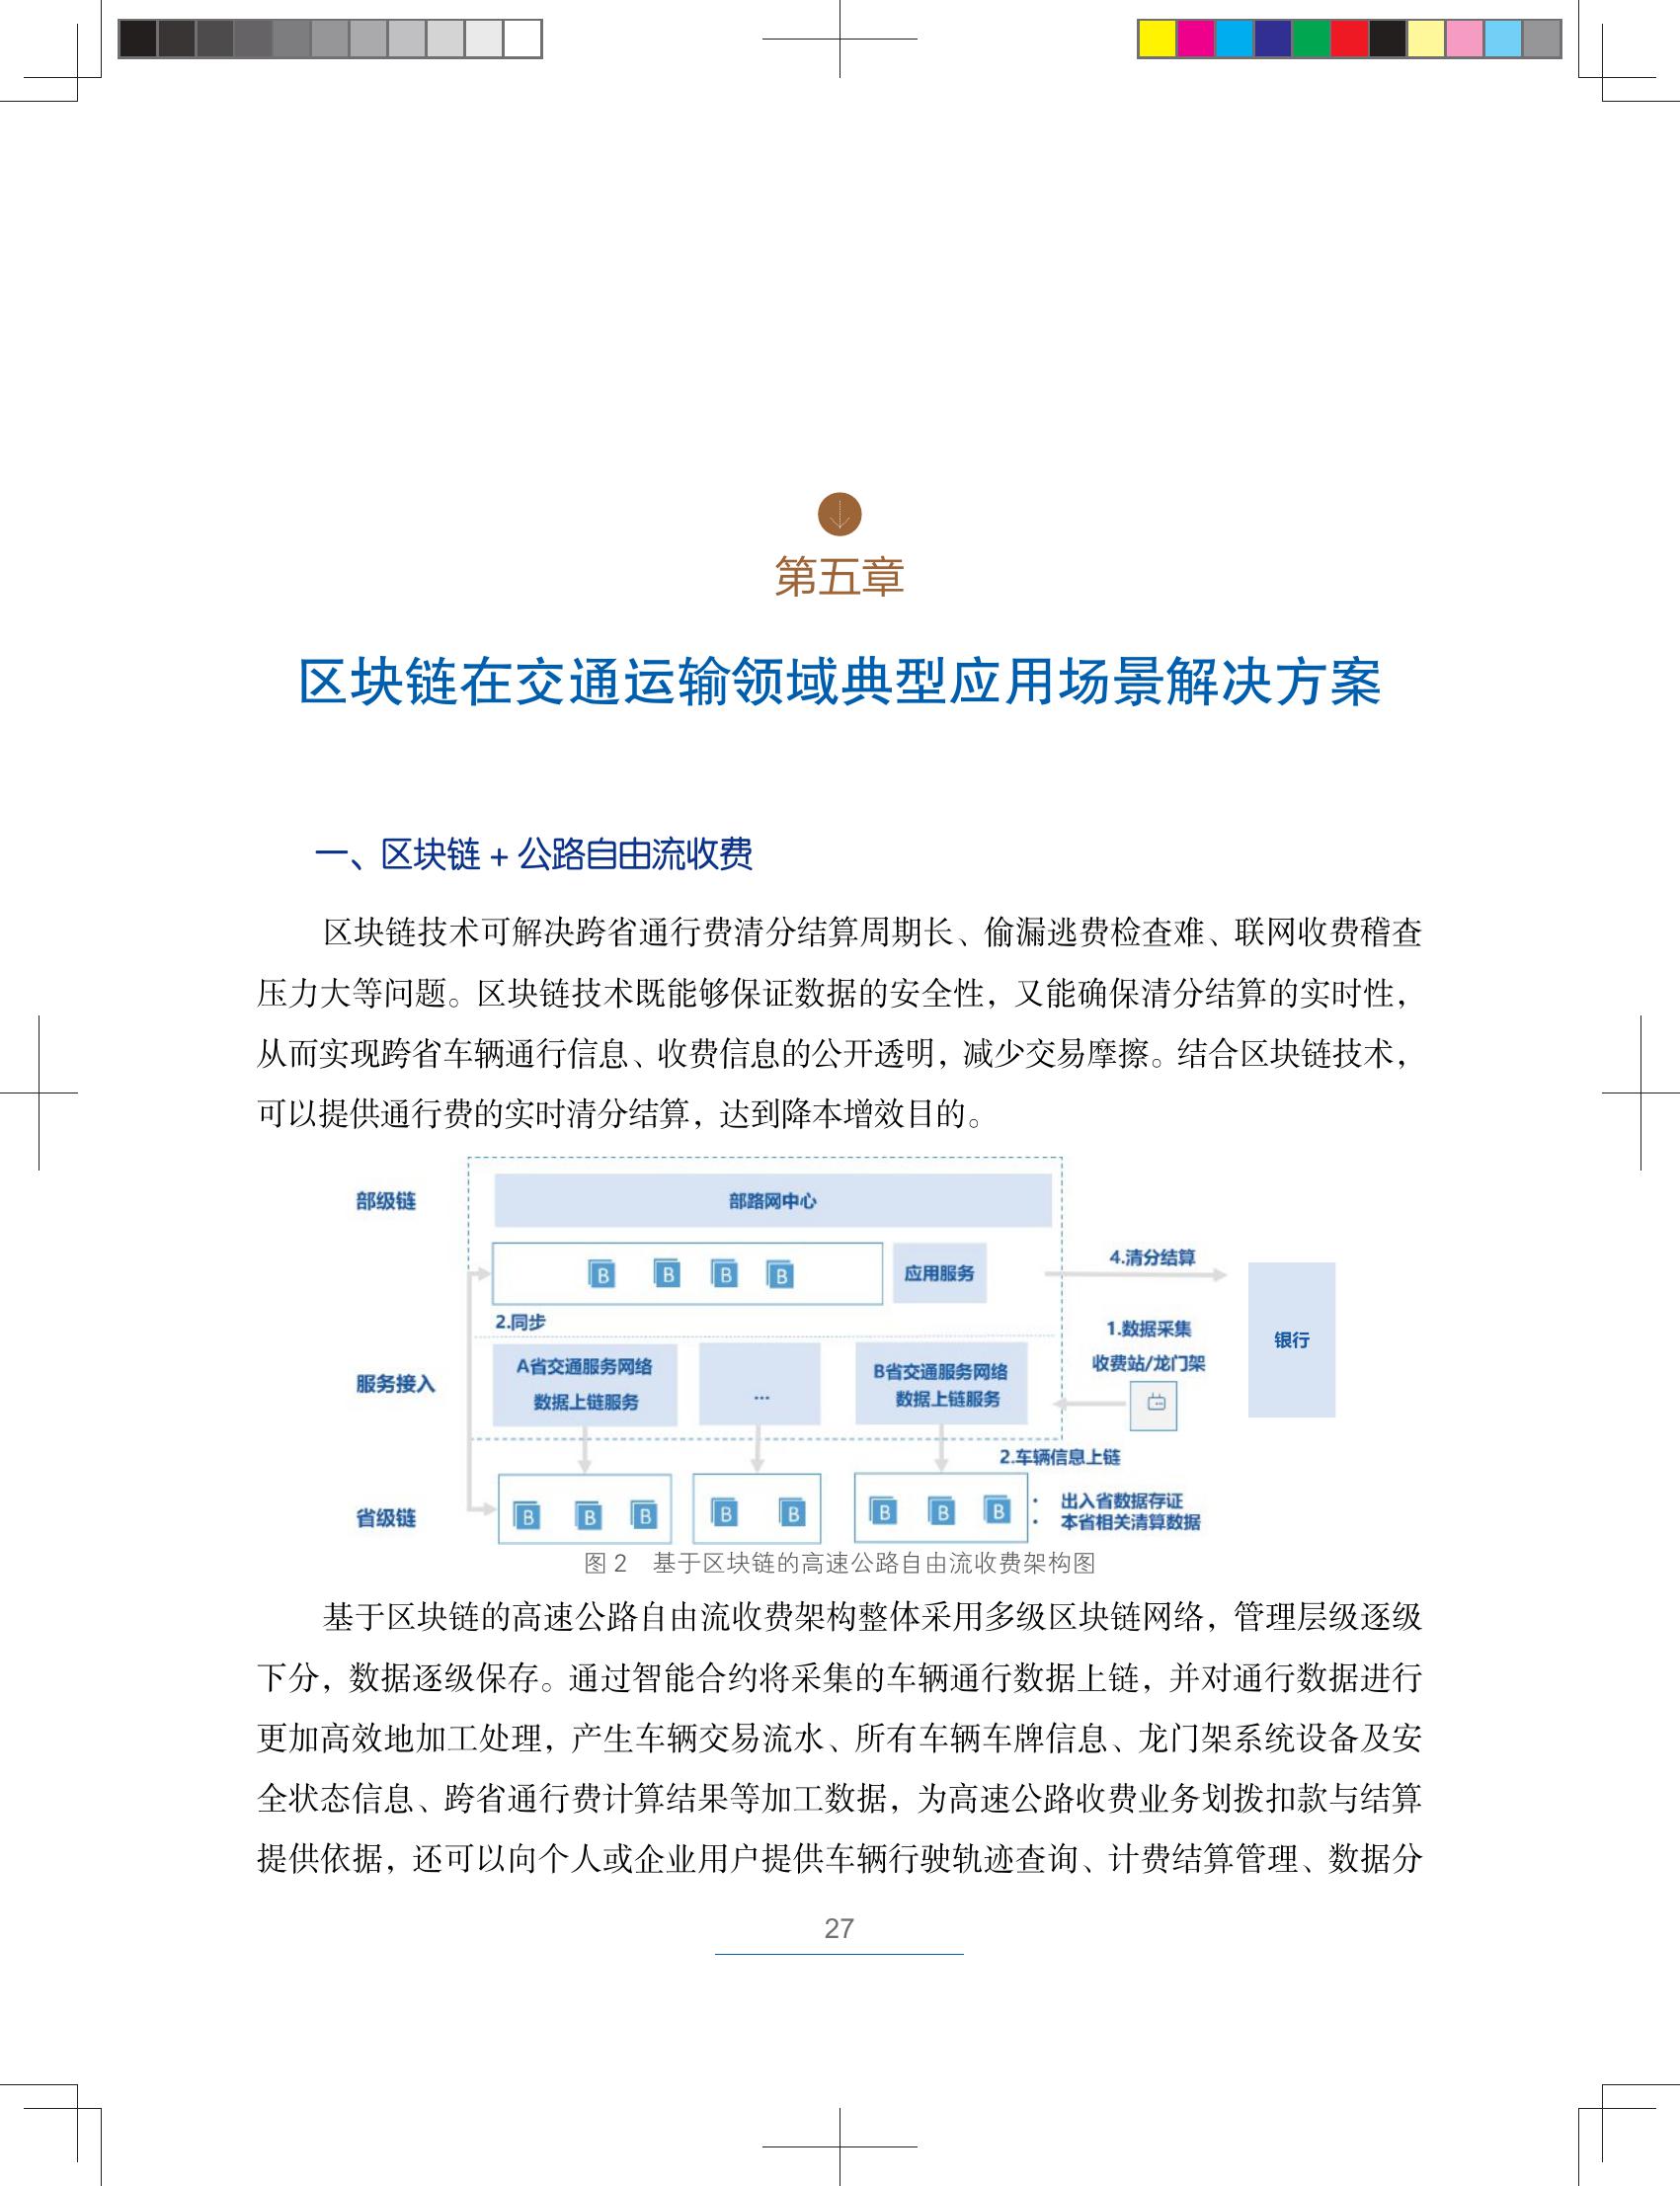 第五章
区块链在交通运输领域典型应用场景解决方案
一、区块链 + 公路自由流收费
区块链技术可解决跨省通行费清分结算周期长、偷漏逃费检查难、联网收费稽查
压力大等问题。区块链技术既能够保证数据的安全性，又能确保清分结算的实时性，
从而实现跨省车辆通行信息、收费信息的公开透明，减少交易摩擦。结合区块链技术，
可以提供通行费的实时清分结算，达到降本增效目的。
部级链
部路网中心
B B B B
应用服务
4.清分结算
2.同步
1.数据采集
收费站/龙门架
银行
服务接入
A省交通服务网络
数据上链服务
...
B省交通服务网络
数据上链服务
2.车辆信息上链
省级链
B B B
B B
B B B
• 出入省数据存证
• 本省相关清算数据
图 2 基于区块链的高速公路自由流收费架构图
基于区块链的高速公路自由流收费架构整体采用多级区块链网络，管理层级逐级
下分，数据逐级保存。通过智能合约将采集的车辆通行数据上链，并对通行数据进行
更加高效地加工处理，产生车辆交易流水、所有车辆车牌信息、龙门架系统设备及安
全状态信息、跨省通行费计算结果等加工数据，为高速公路收费业务划拨扣款与结算
提供依据，还可以向个人或企业用户提供车辆行驶轨迹查询、计费结算管理、数据分
27